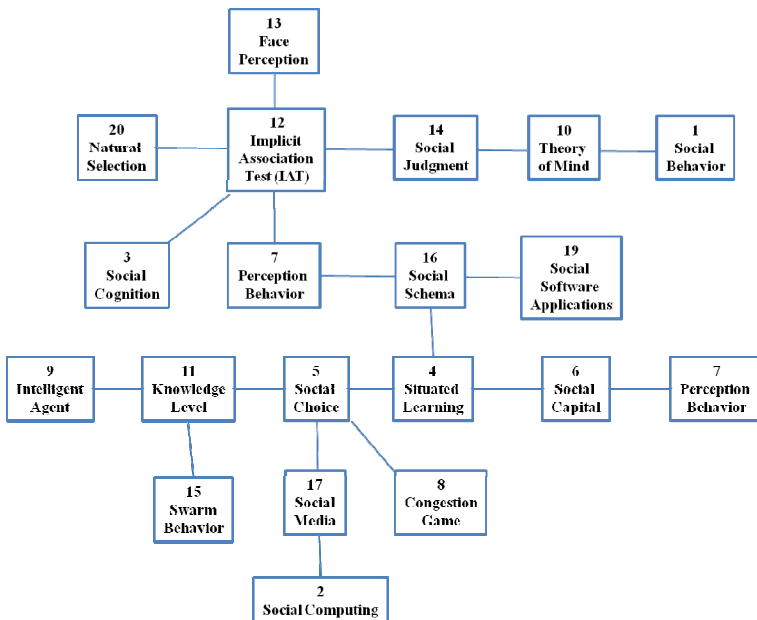 13
Face
Perception
20
Natural
Selection
12
Implicit
Association
Test (IAT)
14
Social
Judgment
10
Theory
of Mind
1
Social
Behavior
3
Social
Cognition
7
Perception
Behavior
16
Social
Schema
19
Social
Software
Applications
9
Intelligent
Agent
11
Knowledge
Level
5
Social
Choice
4
Situated
Learning
6
Social
Capital
7
Perception
Behavior
15
Swarm
Behavior
17
Social
Media
8
Congestion
Game
2
Social Computing